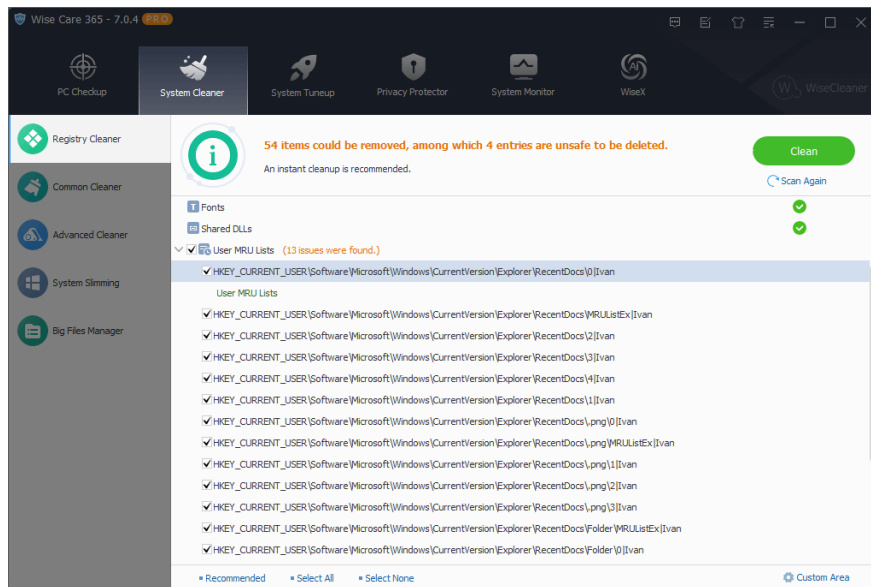 Wise Care 365 - 7.0.4 PRO
PC Checkup
System Cleaner
System Tuneup
Privacy Protector
System Monitor
AI
WiseX
W WiseCleaner
Registry Cleaner
Common Cleaner
Advanced Cleaner
System Slimming
Big Files Manager
54 items could be removed, among which 4 entries are unsafe to be deleted.
An instant cleanup is recommended.
Clean
Scan Again
Fonts
Shared DLLs
User MRU Lists (13 issues were found.)
HKEY_CURRENT_USER\Software\Microsoft\Windows\CurrentVersion\Explorer\RecentDocs\0|Ivan
User MRU Lists
HKEY_CURRENT_USER\Software\Microsoft\Windows\CurrentVersion\Explorer\RecentDocs\MRUListEx|Ivan
HKEY_CURRENT_USER\Software\Microsoft\Windows\CurrentVersion\Explorer\RecentDocs\2|Ivan
HKEY_CURRENT_USER\Software\Microsoft\Windows\CurrentVersion\Explorer\RecentDocs\3|Ivan
HKEY_CURRENT_USER\Software\Microsoft\Windows\CurrentVersion\Explorer\RecentDocs\4|Ivan
HKEY_CURRENT_USER\Software\Microsoft\Windows\CurrentVersion\Explorer\RecentDocs\1|Ivan
HKEY_CURRENT_USER\Software\Microsoft\Windows\CurrentVersion\Explorer\RecentDocs\.png\0|Ivan
HKEY_CURRENT_USER\Software\Microsoft\Windows\CurrentVersion\Explorer\RecentDocs\.png\MRUListEx|Ivan
HKEY_CURRENT_USER\Software\Microsoft\Windows\CurrentVersion\Explorer\RecentDocs\.png\1|Ivan
HKEY_CURRENT_USER\Software\Microsoft\Windows\CurrentVersion\Explorer\RecentDocs\.png\2|Ivan
HKEY_CURRENT_USER\Software\Microsoft\Windows\CurrentVersion\Explorer\RecentDocs\.png\3|Ivan
HKEY_CURRENT_USER\Software\Microsoft\Windows\CurrentVersion\Explorer\RecentDocs\Folder\MRUListEx|Ivan
HKEY_CURRENT_USER\Software\Microsoft\Windows\CurrentVersion\Explorer\RecentDocs\Folder\0|Ivan
Recommended
Select All
Select None
Custom Area